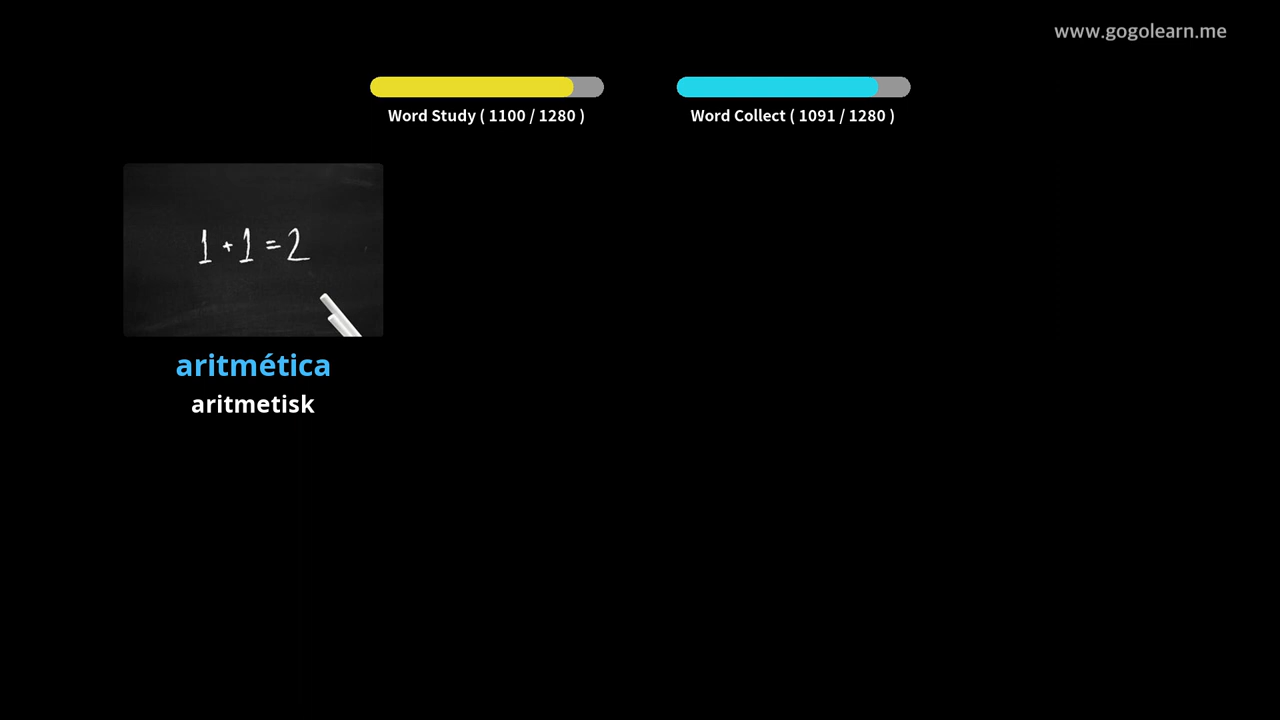 www.gogolearn.me
Word Study ( 1100 / 1280 )
Word Collect ( 1091 / 1280 )
1 + 1 = 2
aritmética
aritmetisk